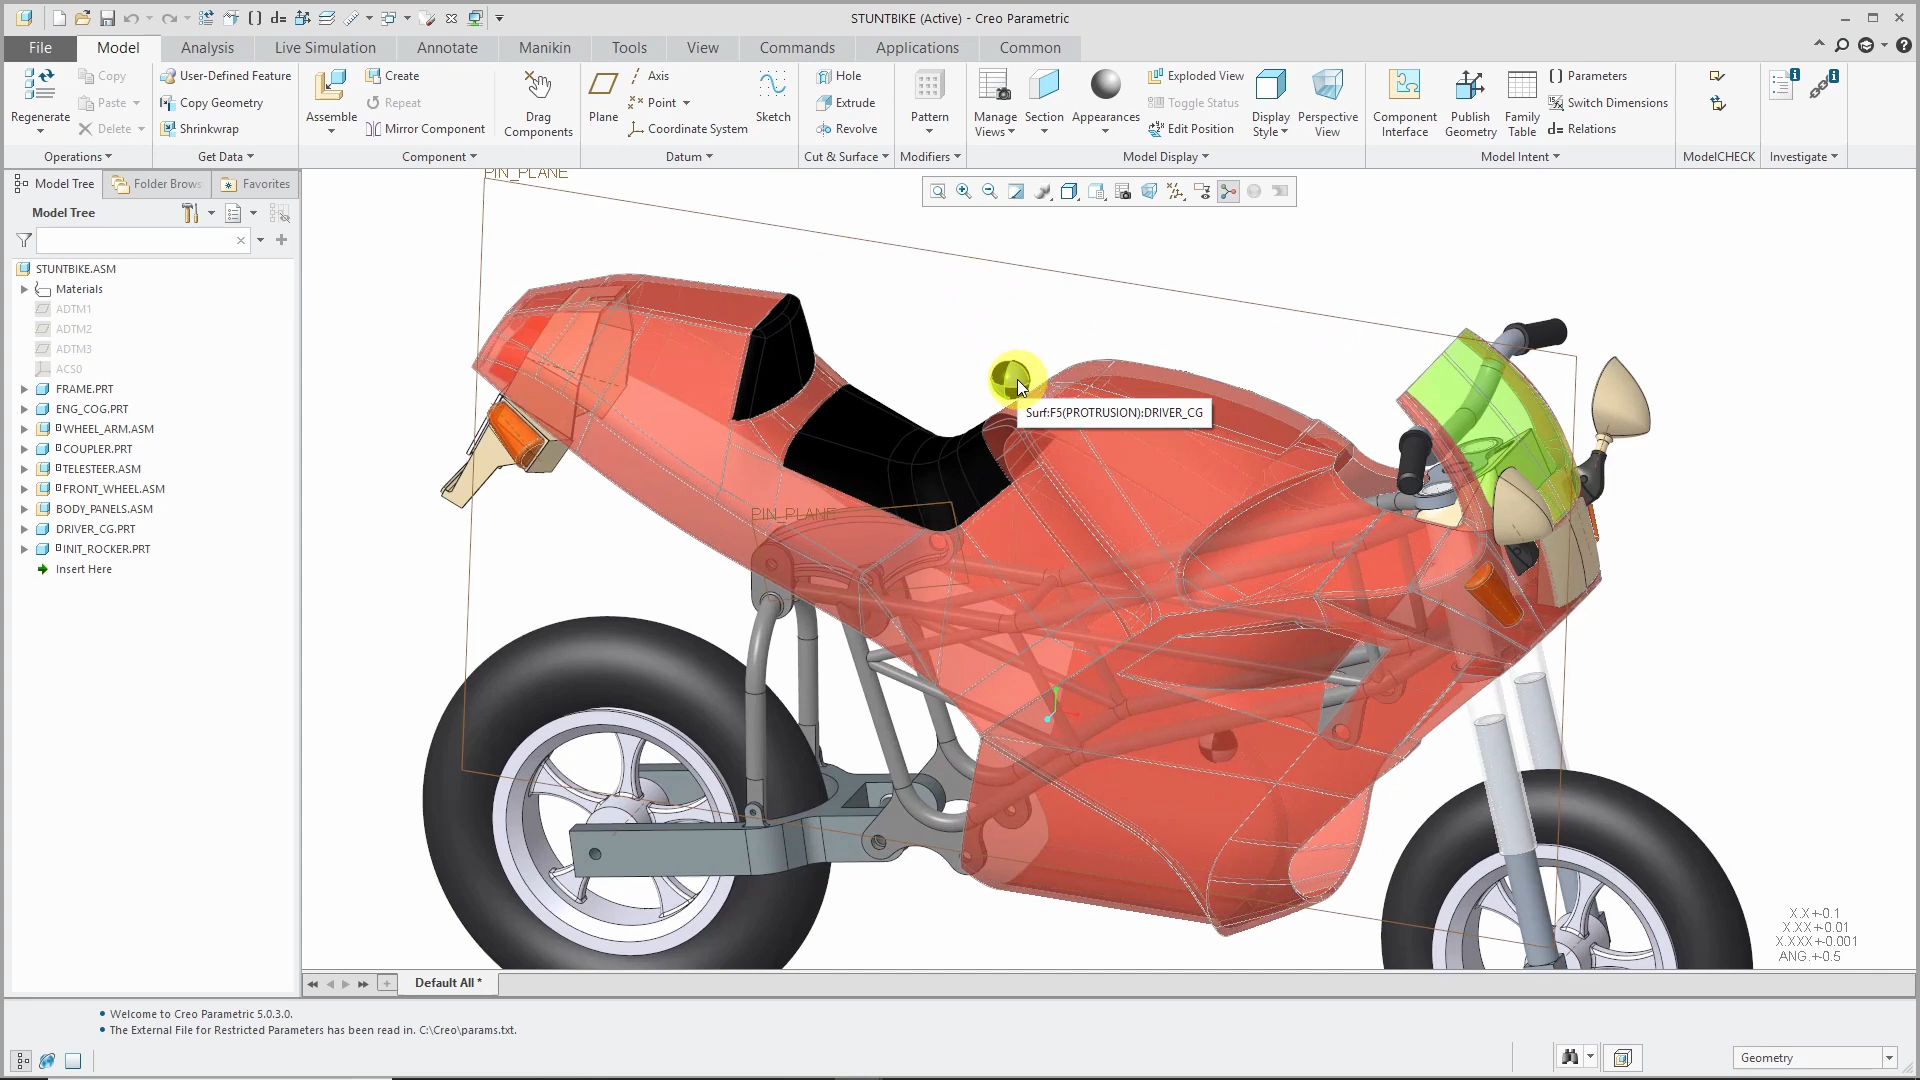 STUNTBIKE (Active) - Creo Parametric
File Model Analysis Live Simulation Annotate Manikin Tools View Commands Applications Common
Regenerate
Copy
Paste
Delete
Operations
User-Defined Feature
Copy Geometry
Shrinkwrap
Get Data
Assemble
Create
Repeat
Mirror Component
Drag
Components
Component
Plane
Axis
Point
Coordinate System
Sketch
Datum
Hole
Extrude
Revolve
Cut & Surface
Pattern
Modifiers
Manage
Views
Section
Appearances
Exploded View
Toggle Status
Edit Position
Display
Style
Perspective
View
Model Display
Component
Interface
Publish
Geometry
Family
Table
Parameters
Switch Dimensions
d= Relations
Model Intent
ModelCHECK
Investigate
Model Tree
Folder Brows
Favorites
Model Tree
STUNTBIKE.ASM
Materials
ADTM1
ADTM2
ADTM3
ACS0
FRAME.PRT
ENG_COG.PRT
WHEEL_ARM.ASM
COUPLER.PRT
TELESTEER.ASM
FRONT_WHEEL.ASM
BODY_PANELS.ASM
DRIVER_CG.PRT
INIT_ROCKER.PRT
Insert Here
PIN_PLANE
Surf:F5(PROTRUSION):DRIVER_CG
PIN_PLANE
X.X+-0.1
X.XX+-0.01
X.XXX+-0.001
ANG.+-0.5
Default All *
• Welcome to Creo Parametric 5.0.3.0.
• The External File for Restricted Parameters has been read in. C:\Creo\params.txt.
Geometry